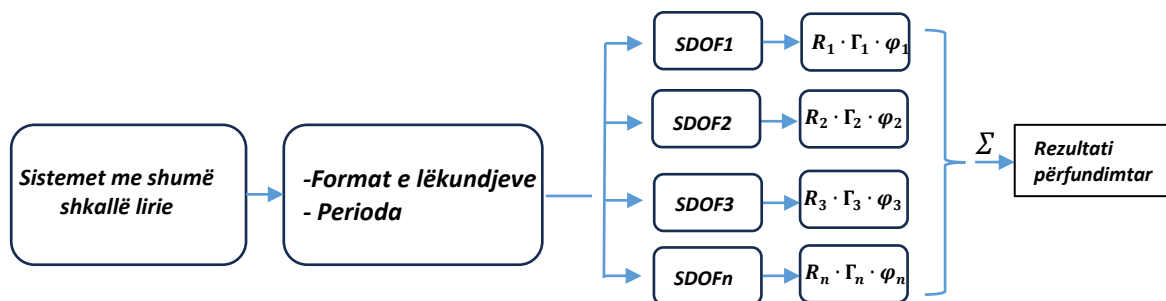 Sistemet me shumë
shkallë lirie
-Format e lëkundjeve
- Perioda
SDOF1
R₁ · Γ₁ · φ₁
SDOF2
R₂ · Γ₂ · φ₂
SDOF3
R₃ · Γ₃ · φ₃
SDOFn
Rₙ · Γₙ · φₙ
Σ
Rezultati
përfundimtar